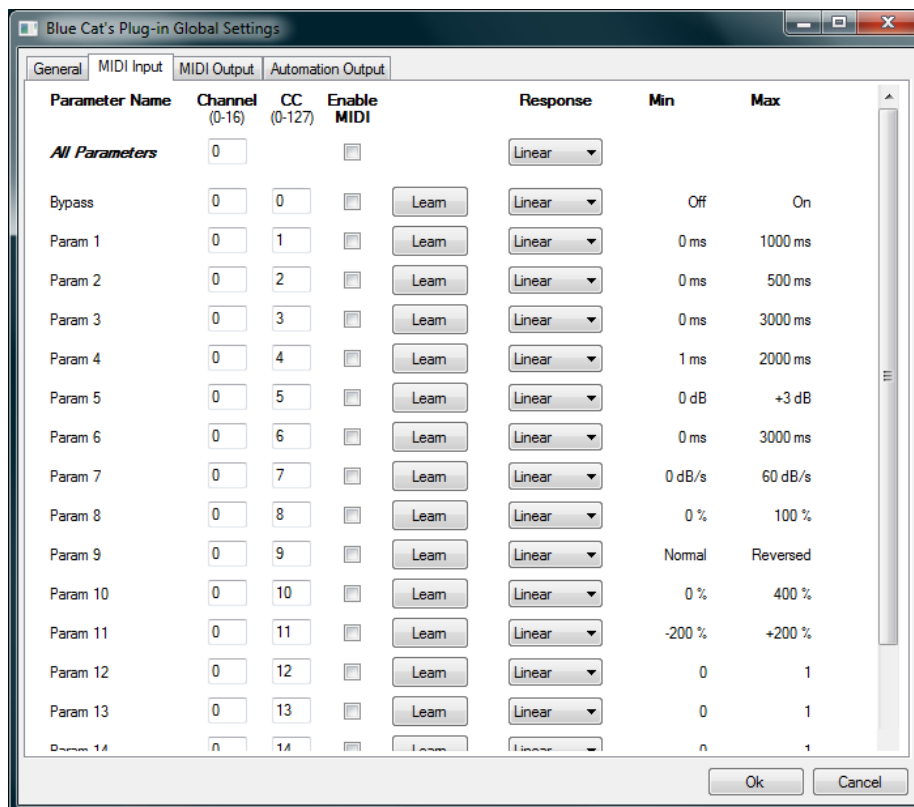 Blue Cat's Plug-in Global Settings
General MIDI Input MIDI Output Automation Output
Parameter Name Channel CC Enable Response Min Max
(0-16) (0-127) MIDI
All Parameters 0 Linear
Bypass 0 0 Learn Linear Off On
Param 1 0 1 Learn Linear 0 ms 1000 ms
Param 2 0 2 Learn Linear 0 ms 500 ms
Param 3 0 3 Learn Linear 0 ms 3000 ms
Param 4 0 4 Learn Linear 1 ms 2000 ms
Param 5 0 5 Learn Linear 0 dB +3 dB
Param 6 0 6 Learn Linear 0 ms 3000 ms
Param 7 0 7 Learn Linear 0 dB/s 60 dB/s
Param 8 0 8 Learn Linear 0 % 100 %
Param 9 0 9 Learn Linear Normal Reversed
Param 10 0 10 Learn Linear 0 % 400 %
Param 11 0 11 Learn Linear -200 % +200 %
Param 12 0 12 Learn Linear 0 1
Param 13 0 13 Learn Linear 0 1
Param 14 0 14 Learn Linear 0 1
Ok Cancel